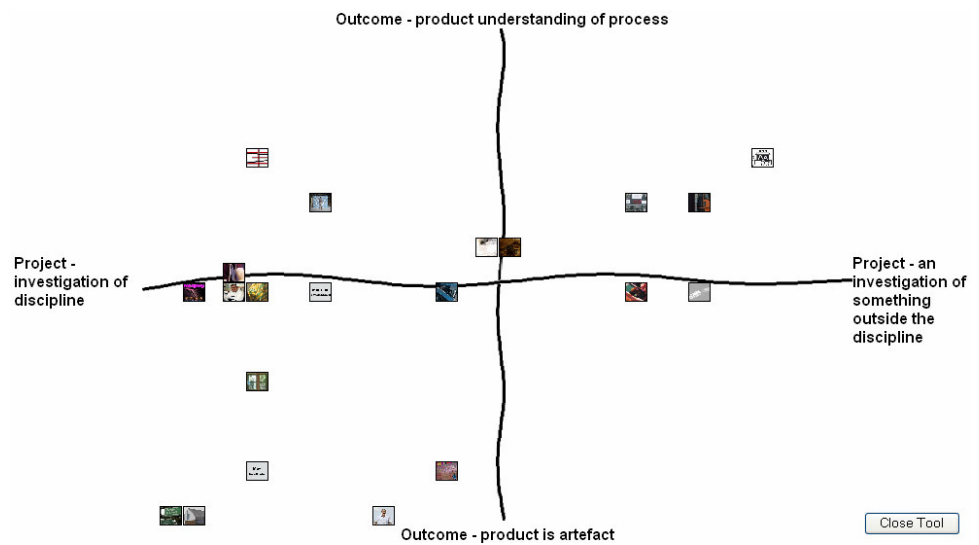 Outcome - product understanding of process
Project -
investigation of
discipline
Project - an
investigation of
something
outside the
discipline
Outcome - product is artefact
Close Tool